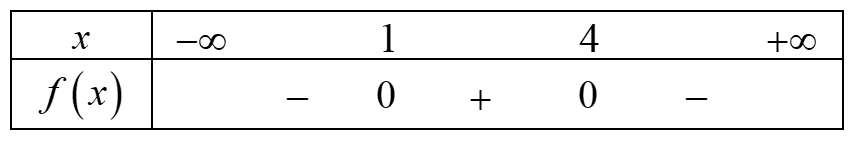 x −∞ 1 4 +∞
f(x) − 0 + 0 −